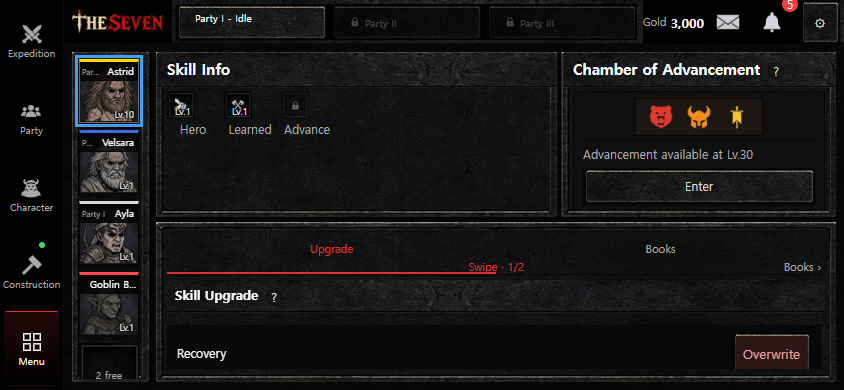 THE SEVEN
Party I - Idle
Party II
Party III
Gold 3,000
5
Expedition
Party
Character
Construction
Menu
Par... Astrid
Lv.10
P... Velsara
Lv.1
Party I Ayla
Lv.1
Goblin B...
Lv.1
2 free
Skill Info
Lv.1
Lv.1
Hero
Learned
Advance
Chamber of Advancement ?
Advancement available at Lv.30
Enter
Upgrade
Books
Swipe · 1/2
Books ›
Skill Upgrade ?
Recovery
Overwrite